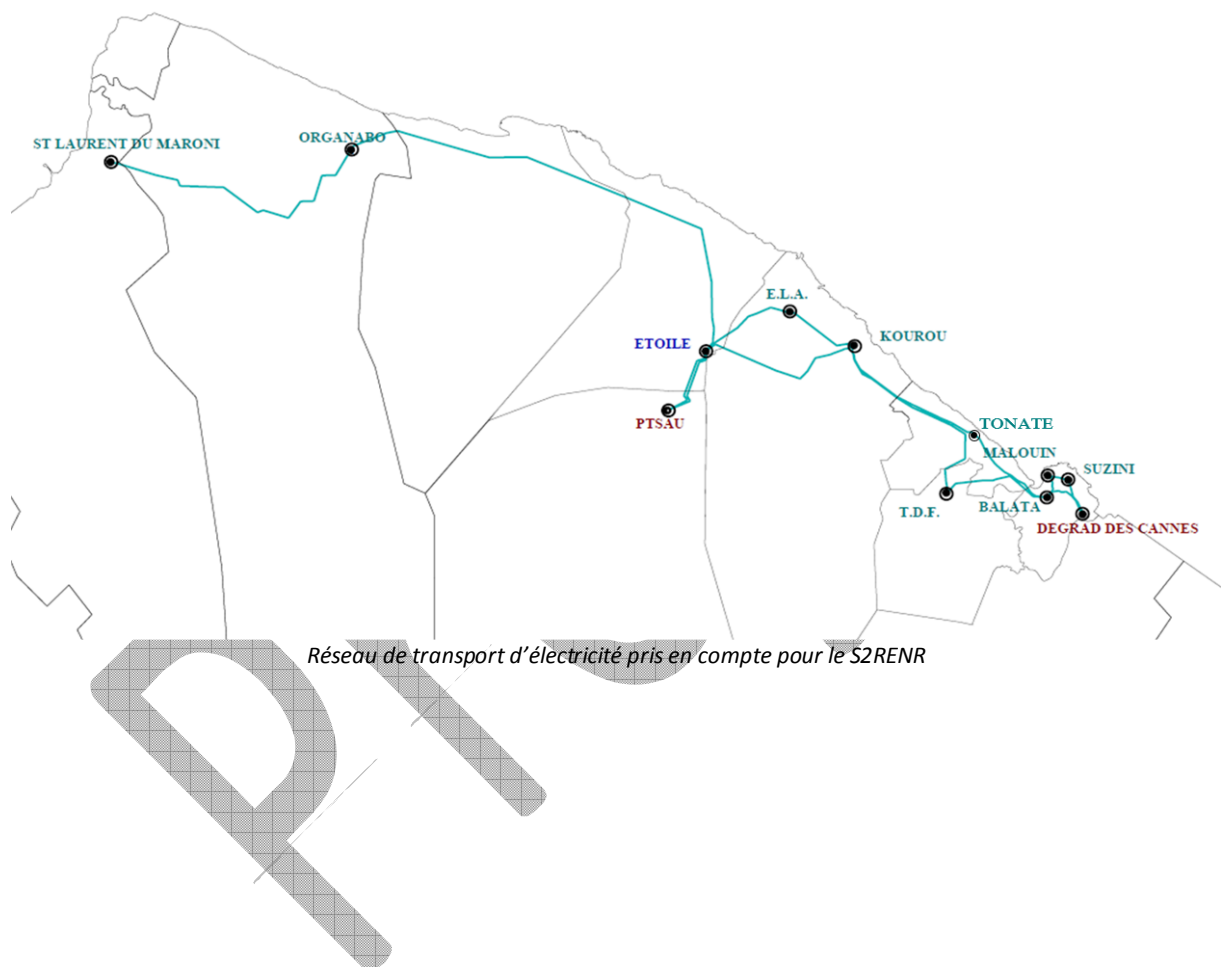 ST LAURENT DU MARONI
ORGANABO
E.L.A.
ETOILE
KOUROU
PTSAU
TONATE
MALOUIN
SUZINI
T.D.F.
BALATA
DEGRAD DES CANNES
Réseau de transport d'électricité pris en compte pour le S2RENR